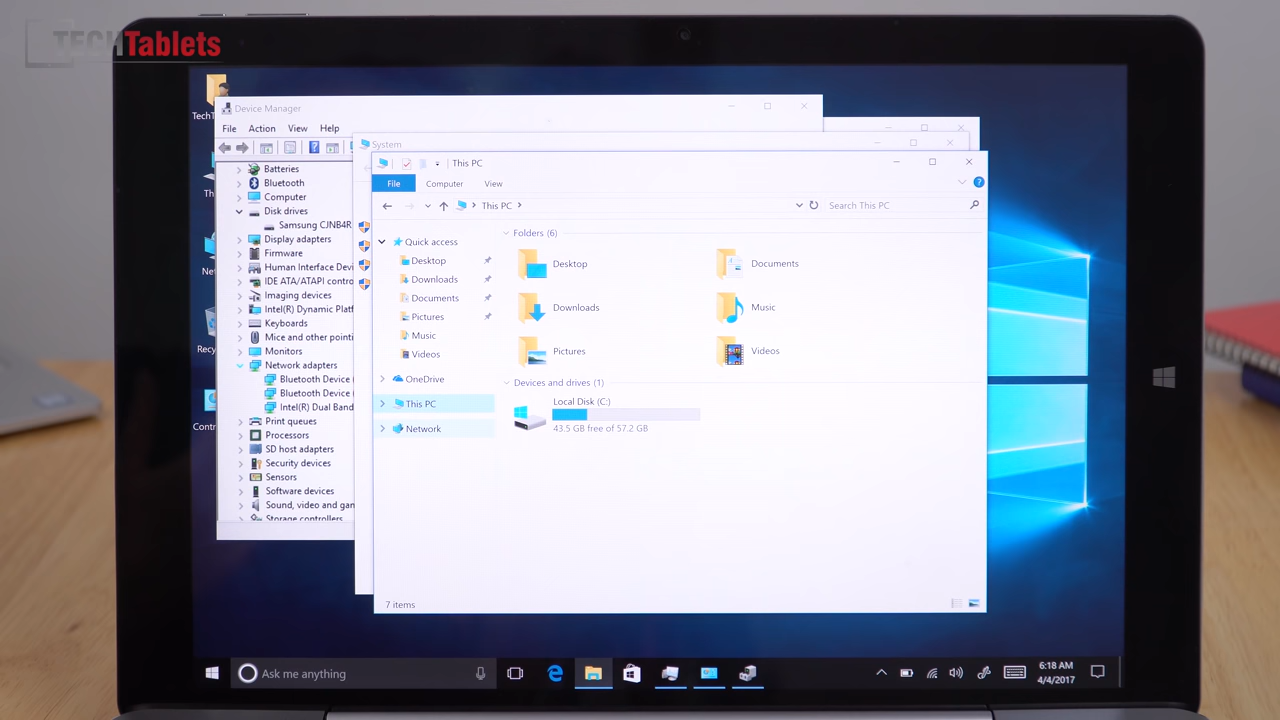 TECHTablets
TechT
Th
Net
Recy
Contr
Device Manager
File Action View Help
Batteries
Bluetooth
Computer
Disk drives
Samsung CJNB4R
Display adapters
Firmware
Human Interface Devi
IDE ATA/ATAPI contro
Imaging devices
Intel(R) Dynamic Platf
Keyboards
Mice and other pointi
Monitors
Network adapters
Bluetooth Device (
Bluetooth Device (
Intel(R) Dual Band
Print queues
Processors
SD host adapters
Security devices
Sensors
Software devices
Sound, video and gam
Storage controllers
System
This PC
File Computer View
This PC
Search This PC
Quick access
Desktop
Downloads
Documents
Pictures
Music
Videos
OneDrive
This PC
Network
Folders (6)
Desktop
Documents
Downloads
Music
Pictures
Videos
Devices and drives (1)
Local Disk (C:)
43.5 GB free of 57.2 GB
7 items
Ask me anything
6:18 AM
4/4/2017